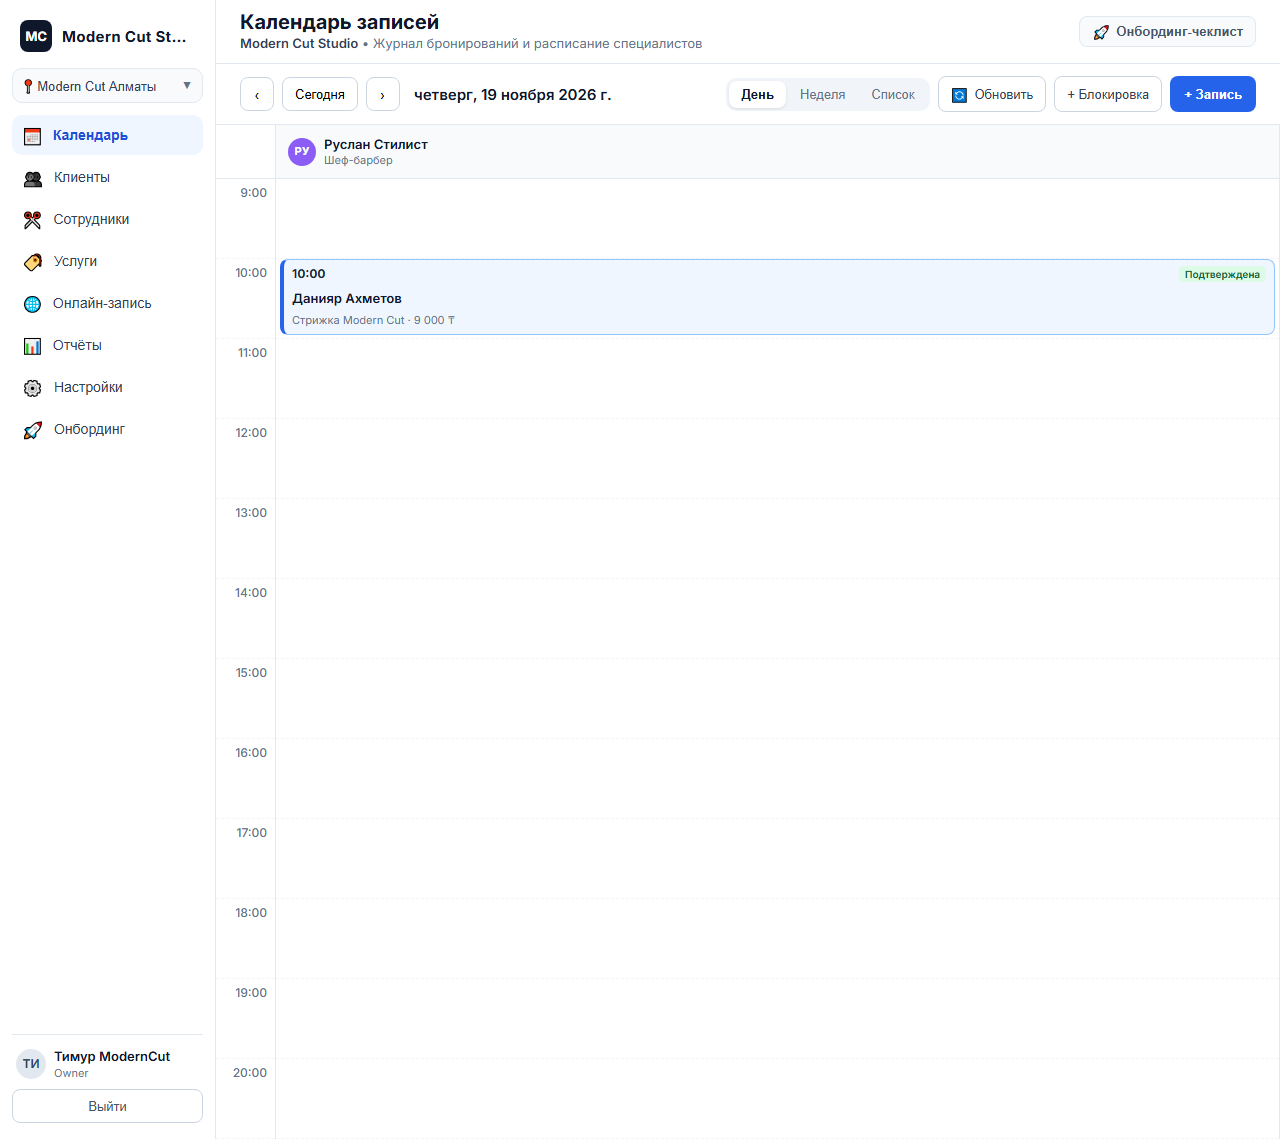 MC Modern Cut St...
Modern Cut Алматы ▼
Календарь
Клиенты
Сотрудники
Услуги
Онлайн-запись
Отчёты
Настройки
Онбординг
ТИ Тимур ModernCut
Owner
Выйти
Календарь записей
Modern Cut Studio • Журнал бронирований и расписание специалистов
Онбординг-чеклист
‹ Сегодня › четверг, 19 ноября 2026 г.
День Неделя Список Обновить + Блокировка + Запись
РУ Руслан Стилист
Шеф-барбер
9:00
10:00
10:00 Подтверждена
Данияр Ахметов
Стрижка Modern Cut · 9 000 ₸
11:00
12:00
13:00
14:00
15:00
16:00
17:00
18:00
19:00
20:00